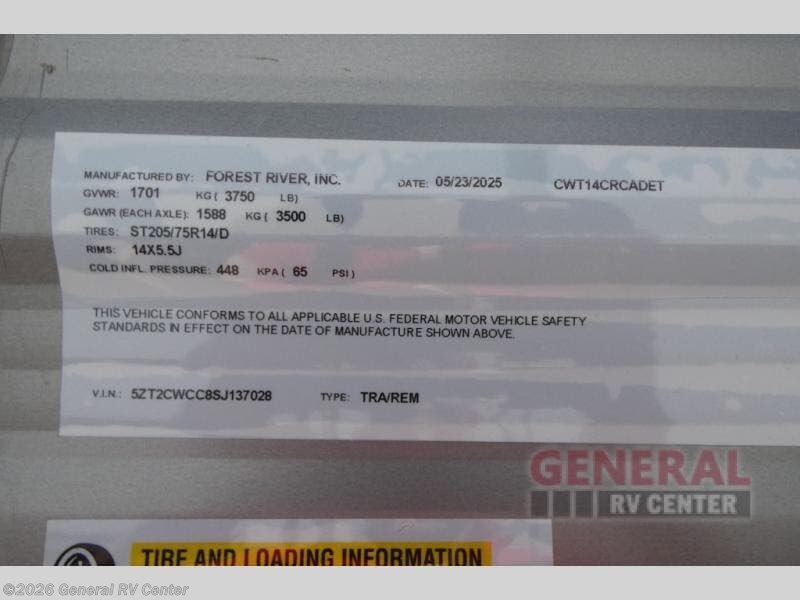 MANUFACTURED BY: FOREST RIVER, INC. DATE: 05/23/2025 CWT14CRCADET
GVWR: 1701 KG ( 3750 LB)
GAWR (EACH AXLE): 1588 KG ( 3500 LB)
TIRES: ST205/75R14/D
RIMS: 14X5.5J
COLD INFL. PRESSURE: 448 KPA ( 65 PSI )
THIS VEHICLE CONFORMS TO ALL APPLICABLE U.S. FEDERAL MOTOR VEHICLE SAFETY
STANDARDS IN EFFECT ON THE DATE OF MANUFACTURE SHOWN ABOVE.
V.I.N.: 5ZT2CWCC8SJ137028 TYPE: TRA/REM
GENERAL
RV CENTER
TIRE AND LOADING INFORMATION
©2026 General RV Center